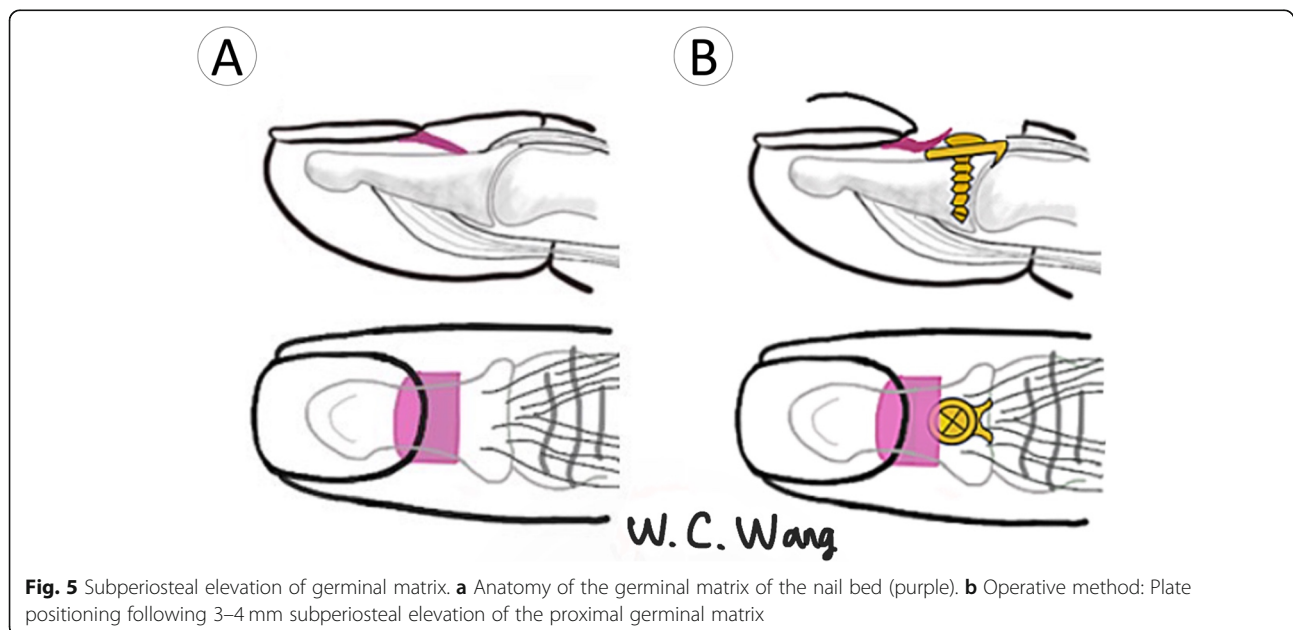 A
B
W. C. Wang
Fig. 5 Subperiosteal elevation of germinal matrix. a Anatomy of the germinal matrix of the nail bed (purple). b Operative method: Plate
positioning following 3–4 mm subperiosteal elevation of the proximal germinal matrix